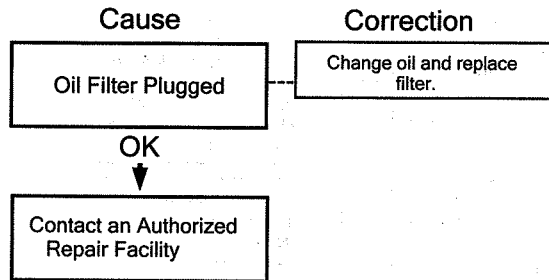 Cause
Correction
Oil Filter Plugged
Change oil and replace
filter.
OK
Contact an Authorized
Repair Facility